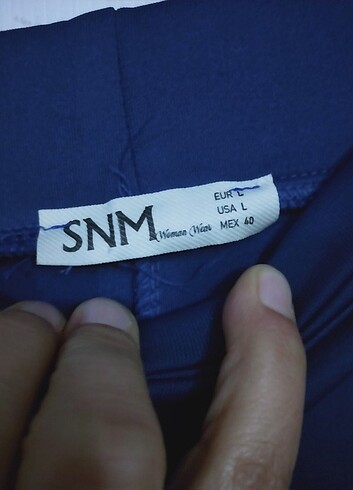 SNM
Woman Wear
EUR L
USA L
MEX 40